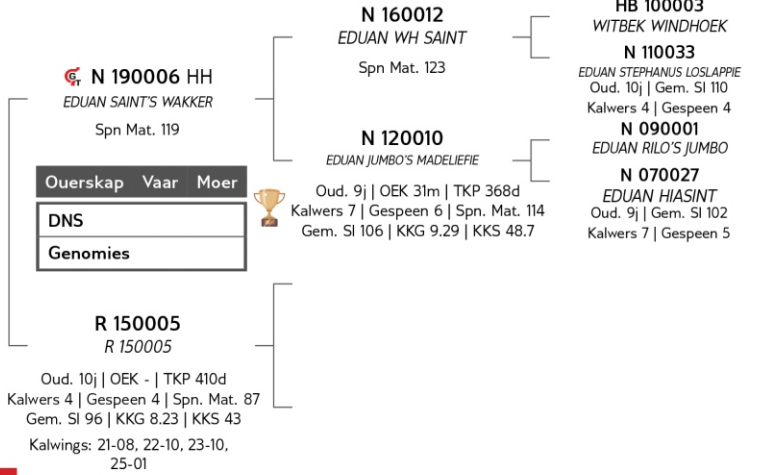 N 160012
EDUAN WH SAINT
Spn Mat. 123
HB 100003
WITBEK WINDHOEK
N 110033
EDUAN STEPHANUS LOSLAPPIE
Oud. 10j | Gem. SI 110
Kalwers 4 | Gespeen 4
GT N 190006 HH
EDUAN SAINT'S WAKKER
Spn Mat. 119
N 120010
EDUAN JUMBO'S MADELIEFIE
Oud. 9j | OEK 31m | TKP 368d
Kalwers 7 | Gespeen 6 | Spn. Mat. 114
Gem. SI 106 | KKG 9.29 | KKS 48.7
N 090001
EDUAN RILO'S JUMBO
N 070027
EDUAN HIASINT
Oud. 9j | Gem. SI 102
Kalwers 7 | Gespeen 5
Ouerskap Vaar Moer
DNS
Genomies
R 150005
R 150005
Oud. 10j | OEK - | TKP 410d
Kalwers 4 | Gespeen 4 | Spn. Mat. 87
Gem. SI 96 | KKG 8.23 | KKS 43
Kalwings: 21-08, 22-10, 23-10,
25-01